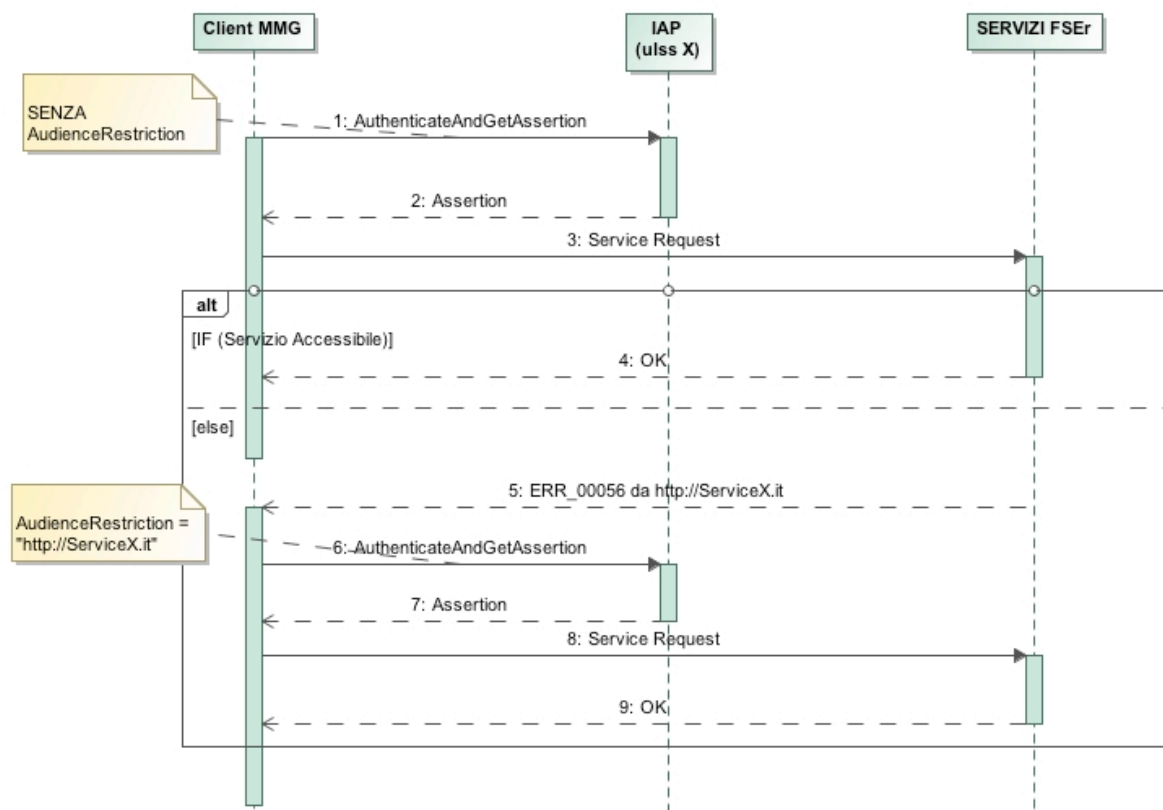 Client MMG
IAP
(ulss X)
SERVIZI FSEr
SENZA
AudienceRestriction
1: AuthenticateAndGetAssertion
2: Assertion
3: Service Request
alt
[IF (Servizio Accessibile)]
4: OK
[else]
5: ERR_00056 da http://ServiceX.it
AudienceRestriction =
"http://ServiceX.it"
6: AuthenticateAndGetAssertion
7: Assertion
8: Service Request
9: OK